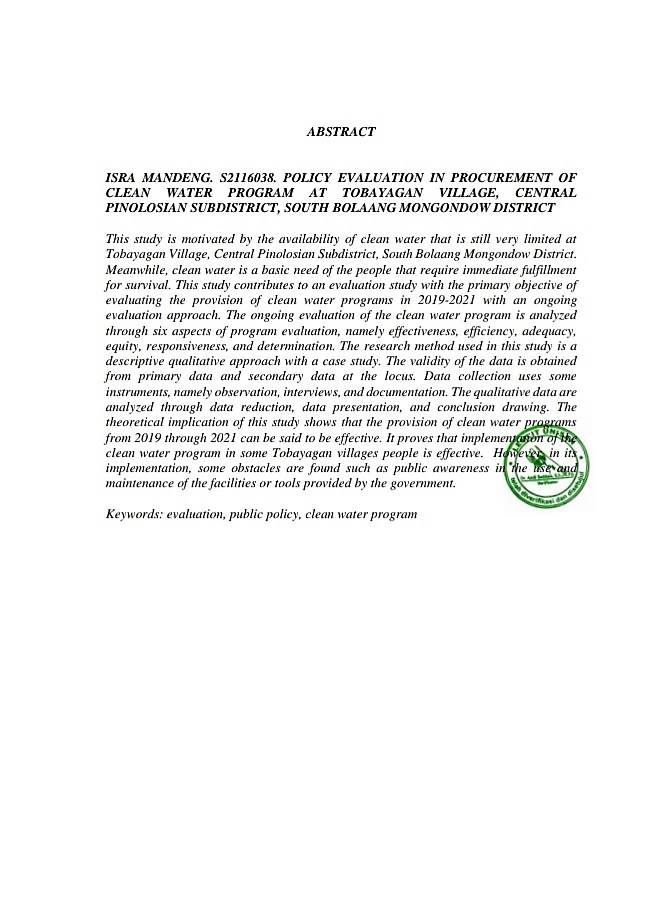 ABSTRACT
ISRA MANDENG. S2116038. POLICY EVALUATION IN PROCUREMENT OF
CLEAN WATER PROGRAM AT TOBAYAGAN VILLAGE, CENTRAL
PINOLOSIAN SUBDISTRICT, SOUTH BOLAANG MONGONDOW DISTRICT
This study is motivated by the availability of clean water that is still very limited at
Tobayagan Village, Central Pinolosian Subdistrict, South Bolaang Mongondow District.
Meanwhile, clean water is a basic need of the people that require immediate fulfillment
for survival. This study contributes to an evaluation study with the primary objective of
evaluating the provision of clean water programs in 2019-2021 with an ongoing
evaluation approach. The ongoing evaluation of the clean water program is analyzed
through six aspects of program evaluation, namely effectiveness, efficiency, adequacy,
equity, responsiveness, and determination. The research method used in this study is a
descriptive qualitative approach with a case study. The validity of the data is obtained
from primary data and secondary data at the locus. Data collection uses some
instruments, namely observation, interviews, and documentation. The qualitative data are
analyzed through data reduction, data presentation, and conclusion drawing. The
theoretical implication of this study shows that the provision of clean water programs
from 2019 through 2021 can be said to be effective. It proves that implementation of the
clean water program in some Tobayagan villages people is effective. However, in its
implementation, some obstacles are found such as public awareness in the use and
maintenance of the facilities or tools provided by the government.
Keywords: evaluation, public policy, clean water program
telah diverifikasi dan disetujui